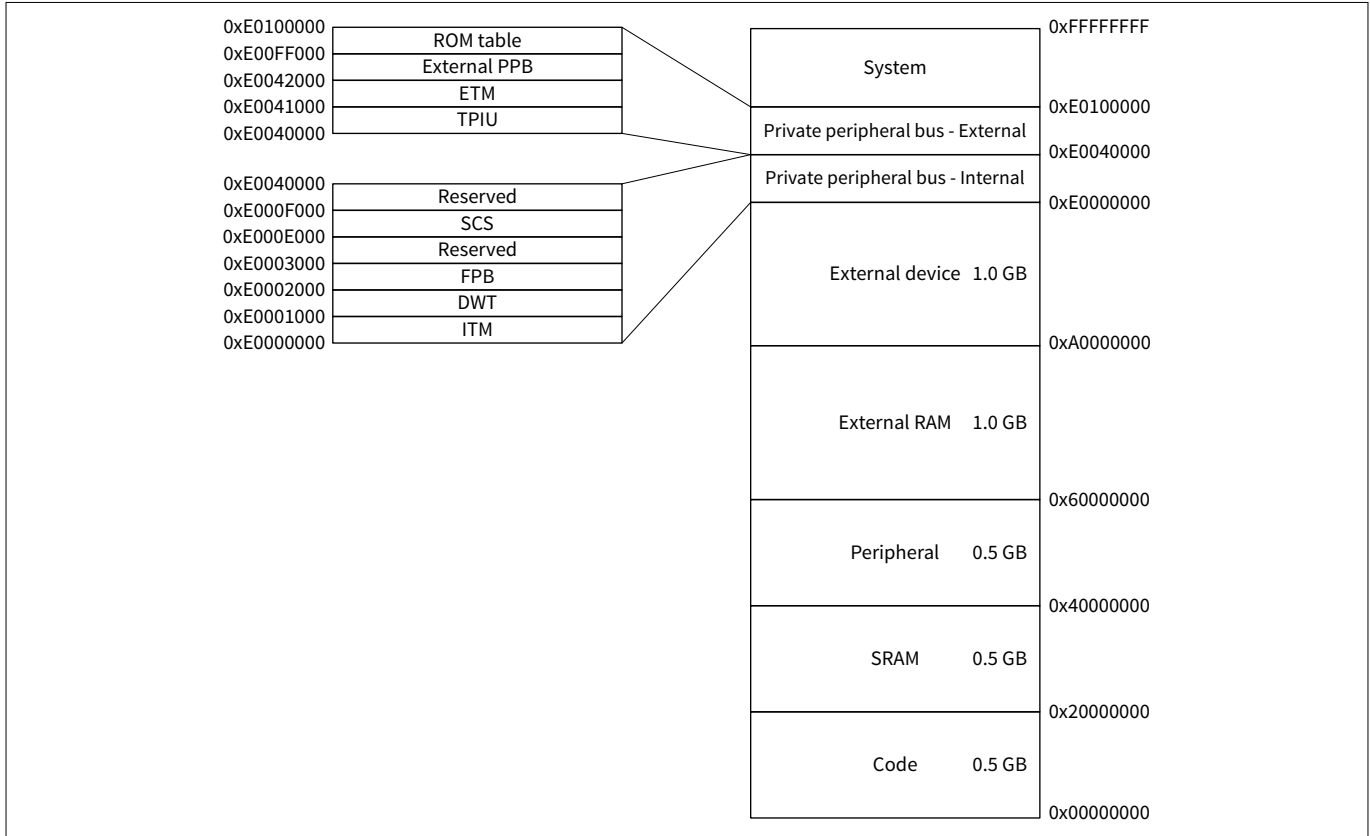 0xE0100000
ROM table
0xE00FF000
External PPB
0xE0042000
ETM
0xE0041000
TPIU
0xE0040000
0xE0040000
Reserved
0xE000F000
SCS
0xE000E000
Reserved
0xE0003000
FPB
0xE0002000
DWT
0xE0001000
ITM
0xE0000000
0xFFFFFFFF
System
0xE0100000
Private peripheral bus - External
0xE0040000
Private peripheral bus - Internal
0xE0000000
External device 1.0 GB
0xA0000000
External RAM 1.0 GB
0x60000000
Peripheral 0.5 GB
0x40000000
SRAM 0.5 GB
0x20000000
Code 0.5 GB
0x00000000